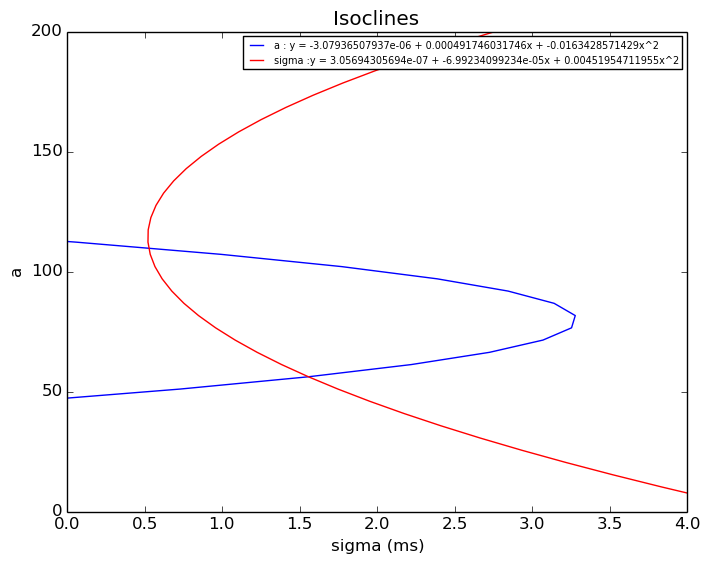 Isoclines
a : y = -3.07936507937e-06 + 0.000491746031746x + -0.0163428571429x^2
sigma :y = 3.05694305694e-07 + -6.99234099234e-05x + 0.00451954711955x^2
200
150
100
50
0
a
0.0 0.5 1.0 1.5 2.0 2.5 3.0 3.5 4.0
sigma (ms)